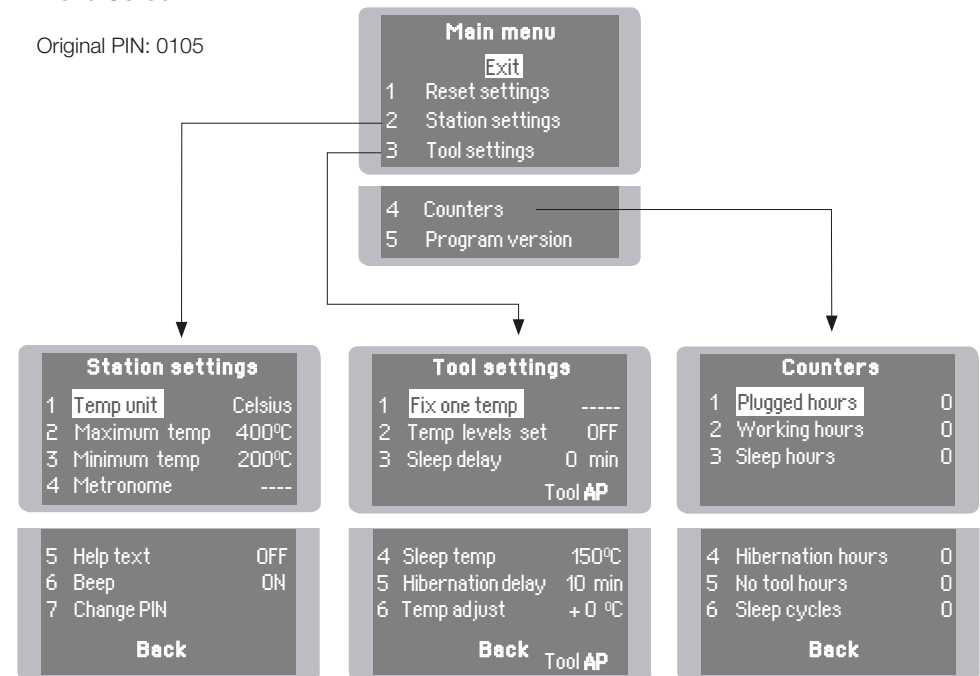 Original PIN: 0105
Main menu
Exit
1 Reset settings
2 Station settings
3 Tool settings
4 Counters
5 Program version
Station settings
1 Temp unit Celsius
2 Maximum temp 400ºC
3 Minimum temp 200ºC
4 Metronome ----
5 Help text OFF
6 Beep ON
7 Change PIN
Back
Tool settings
1 Fix one temp -----
2 Temp levels set OFF
3 Sleep delay 0 min
Tool AP
4 Sleep temp 150ºC
5 Hibernation delay 10 min
6 Temp adjust +0 ºC
Back
Tool AP
Counters
1 Plugged hours 0
2 Working hours 0
3 Sleep hours 0
4 Hibernation hours 0
5 No tool hours 0
6 Sleep cycles 0
Back